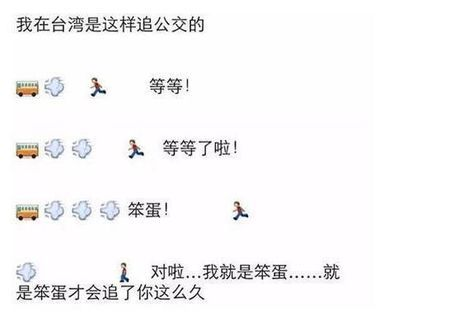 我在台湾是这样追公交的
等等！
等等了啦！
笨蛋！
对啦…我就是笨蛋……就
是笨蛋才会追了你这么久